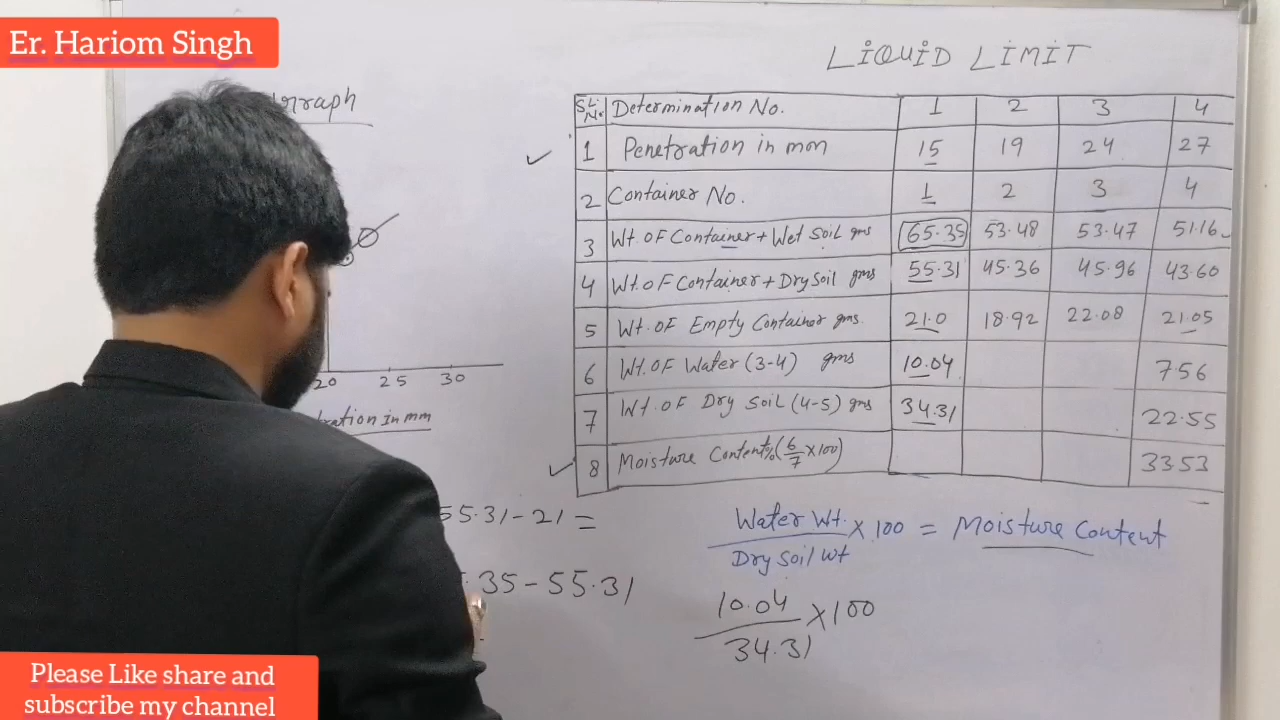 Er. Hariom Singh
LIQUID LIMIT
SL. No. Determination No. 1 2 3 4
1 Penetration in mm 15 19 24 27
2 Container No. 1 2 3 4
3 Wt. OF Container + Wet Soil gms 65.35 53.48 53.47 51.16
4 Wt. OF Container + Dry Soil gms 55.31 45.36 45.96 43.60
5 Wt. OF Empty Container gms. 21.0 18.92 22.08 21.05
6 Wt. OF Water (3-4) gms 10.04 7.56
7 Wt. OF Dry Soil (4-5) gms 34.31 22.55
8 Moisture Content % (6/7 × 100) 33.53
20 25 30
in mm
55.31 - 21 =
35 - 55.31
Water Wt. / Dry Soil Wt × 100 = Moisture Content
10.04 / 34.31 × 100
Please Like share and
subscribe my channel